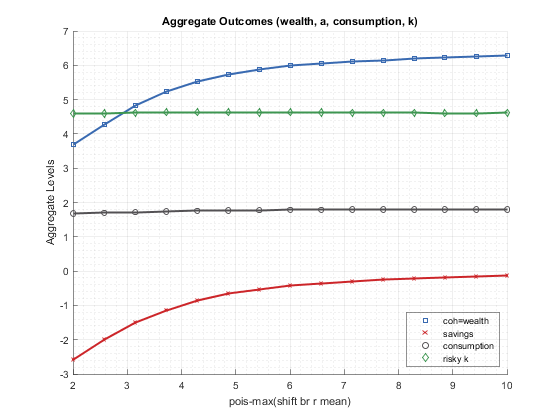 Aggregate Outcomes (wealth, a, consumption, k)
7
6
5
4
3
2
1
0
-1
-2
-3
Aggregate Levels
2
3
4
5
6
7
8
9
10
pois-max(shift br r mean)
coh=wealth
savings
consumption
risky k